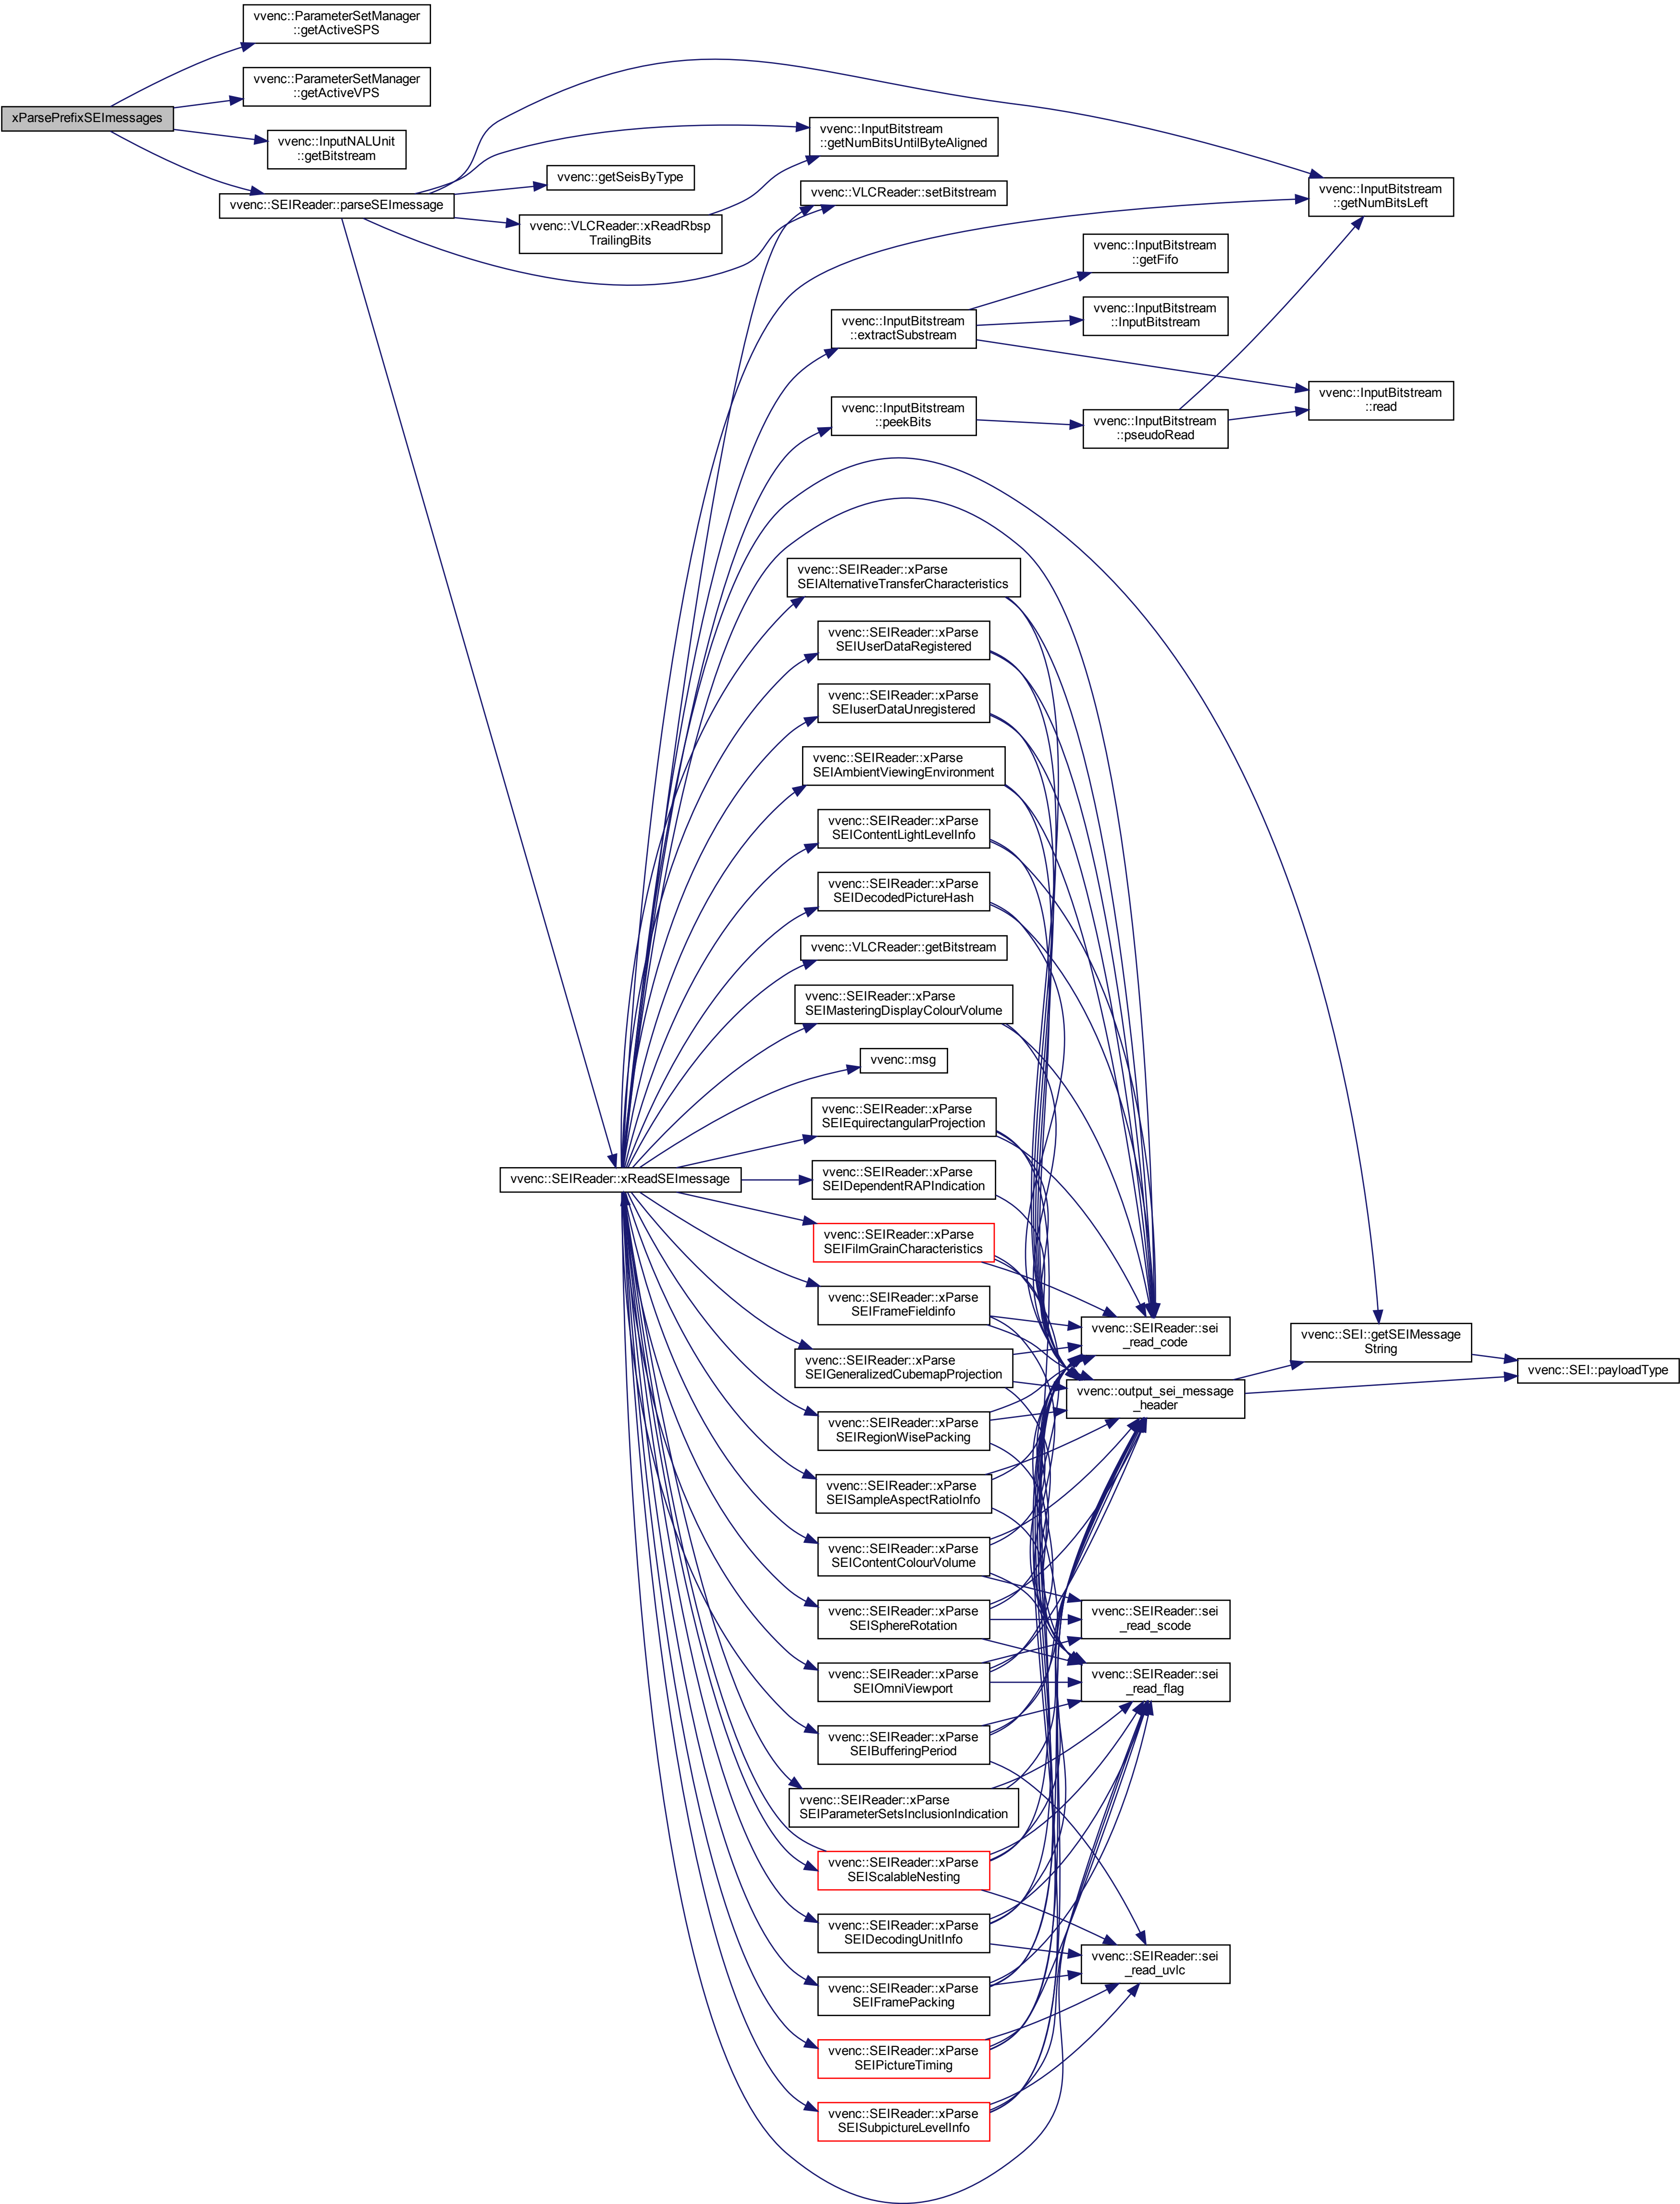 vvenc::ParameterSetManager
::getActiveSPS
vvenc::ParameterSetManager
::getActiveVPS
xParsePrefixSEImessages
vvenc::InputNALUnit
::getBitstream
vvenc::SEIReader::parseSEImessage
vvenc::InputBitstream
::getNumBitsUntilByteAligned
vvenc::getSeisByType
vvenc::VLCReader::setBitstream
vvenc::InputBitstream
::getNumBitsLeft
vvenc::VLCReader::xReadRbsp
TrailingBits
vvenc::InputBitstream
::getFifo
vvenc::InputBitstream
::extractSubstream
vvenc::InputBitstream
::InputBitstream
vvenc::InputBitstream
::read
vvenc::InputBitstream
::peekBits
vvenc::InputBitstream
::pseudoRead
vvenc::SEIReader::xParse
SEIAlternativeTransferCharacteristics
vvenc::SEIReader::xParse
SEIUserDataRegistered
vvenc::SEIReader::xParse
SEIuserDataUnregistered
vvenc::SEIReader::xParse
SEIAmbientViewingEnvironment
vvenc::SEIReader::xParse
SEIContentLightLevelInfo
vvenc::SEIReader::xParse
SEIDecodedPictureHash
vvenc::VLCReader::getBitstream
vvenc::SEIReader::xParse
SEIMasteringDisplayColourVolume
vvenc::msg
vvenc::SEIReader::xParse
SEIEquirectangularProjection
vvenc::SEIReader::xReadSEImessage
vvenc::SEIReader::xParse
SEIDependentRAPIndication
vvenc::SEIReader::xParse
SEIFilmGrainCharacteristics
vvenc::SEIReader::xParse
SEIFrameFieldinfo
vvenc::SEIReader::sei
_read_code
vvenc::SEI::getSEIMessage
String
vvenc::SEI::payloadType
vvenc::SEIReader::xParse
SEIGeneralizedCubemapProjection
vvenc::output_sei_message
_header
vvenc::SEIReader::xParse
SEIRegionWisePacking
vvenc::SEIReader::xParse
SEISampleAspectRatioInfo
vvenc::SEIReader::xParse
SEIContentColourVolume
vvenc::SEIReader::xParse
SEISphereRotation
vvenc::SEIReader::sei
_read_scode
vvenc::SEIReader::xParse
SEIOmniViewport
vvenc::SEIReader::sei
_read_flag
vvenc::SEIReader::xParse
SEIBufferingPeriod
vvenc::SEIReader::xParse
SEIParameterSetsInclusionIndication
vvenc::SEIReader::xParse
SEIScalableNesting
vvenc::SEIReader::xParse
SEIDecodingUnitInfo
vvenc::SEIReader::sei
_read_uvlc
vvenc::SEIReader::xParse
SEIFramePacking
vvenc::SEIReader::xParse
SEIPictureTiming
vvenc::SEIReader::xParse
SEISubpictureLevelInfo